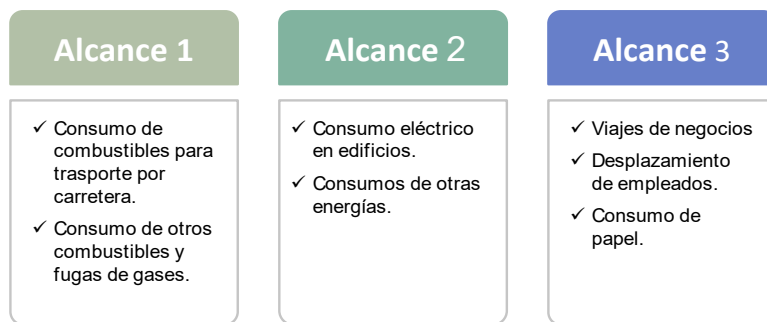 Alcance 1
✓ Consumo de
combustibles para
trasporte por
carretera.
✓ Consumo de otros
combustibles y
fugas de gases.
Alcance 2
✓ Consumo eléctrico
en edificios.
✓ Consumos de otras
energías.
Alcance 3
✓ Viajes de negocios
✓ Desplazamiento
de empleados.
✓ Consumo de
papel.